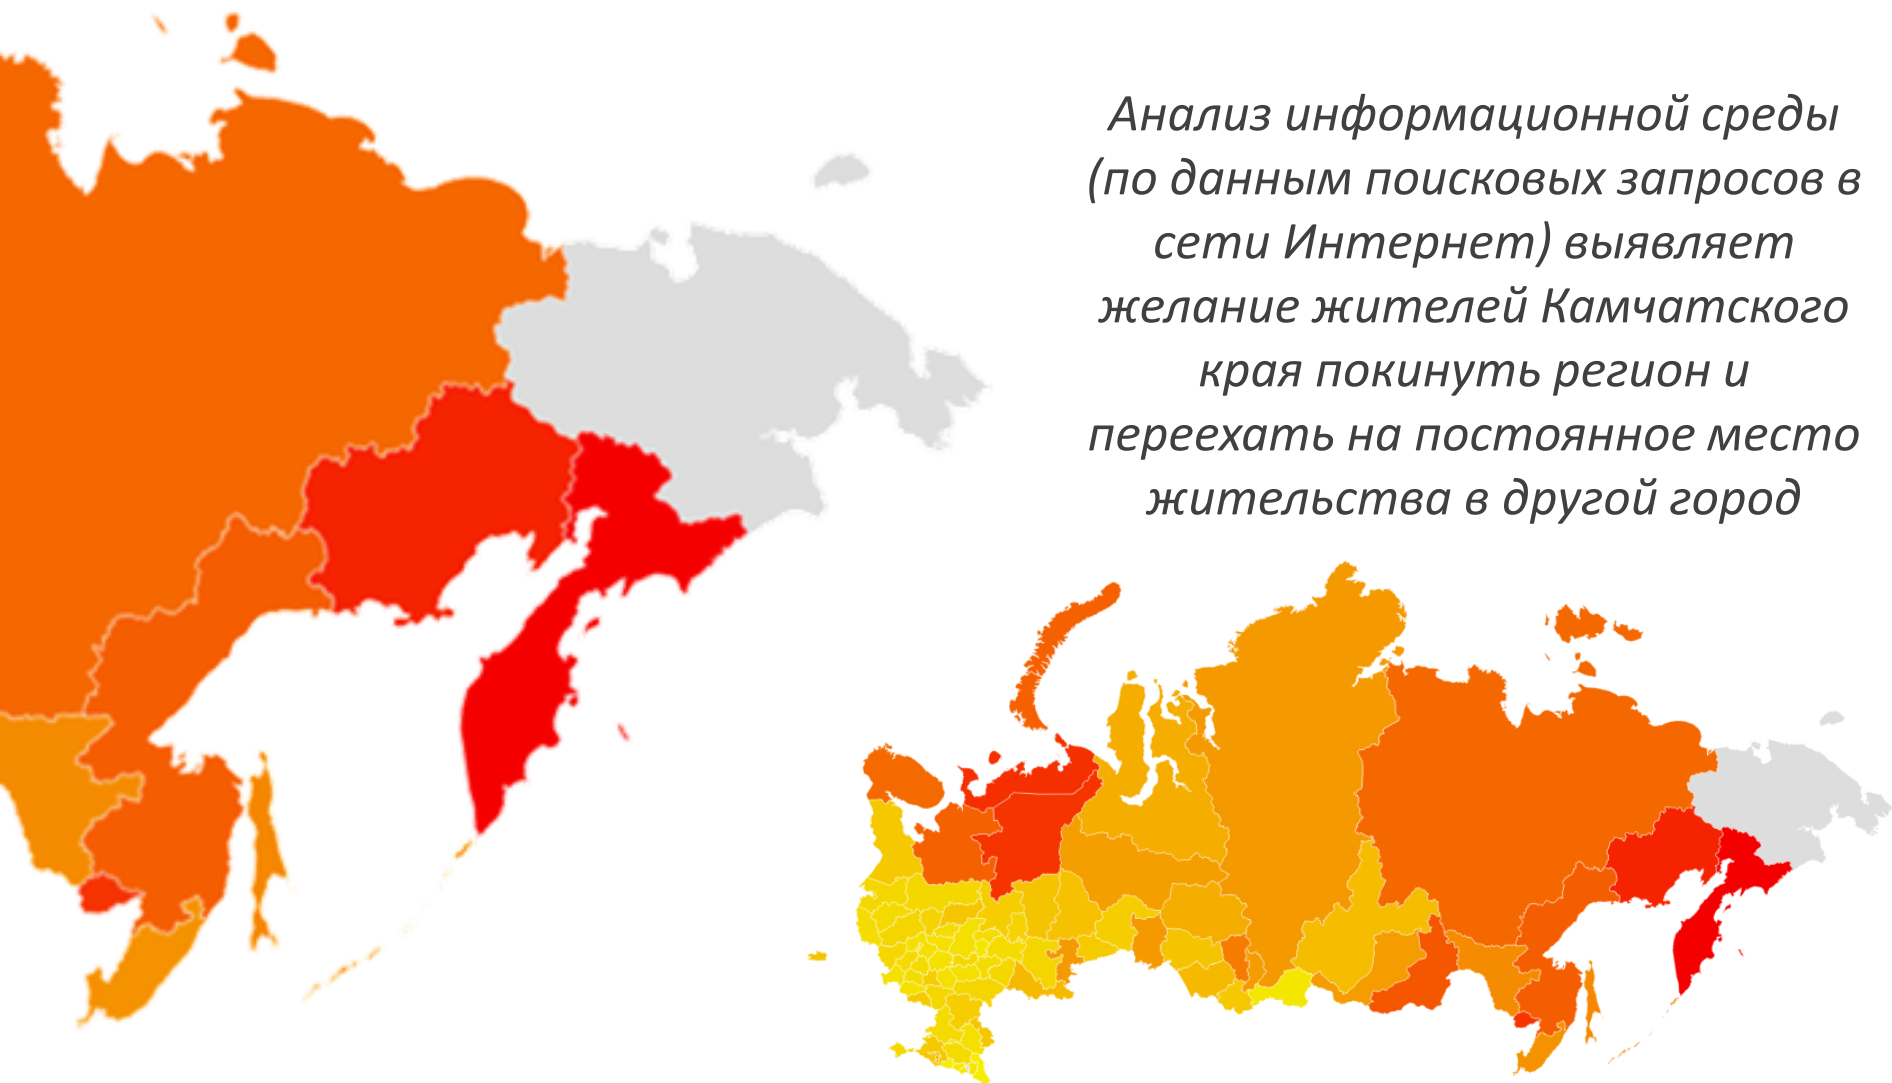 Анализ информационной среды
(по данным поисковых запросов в
сети Интернет) выявляет
желание жителей Камчатского
края покинуть регион и
переехать на постоянное место
жительства в другой город